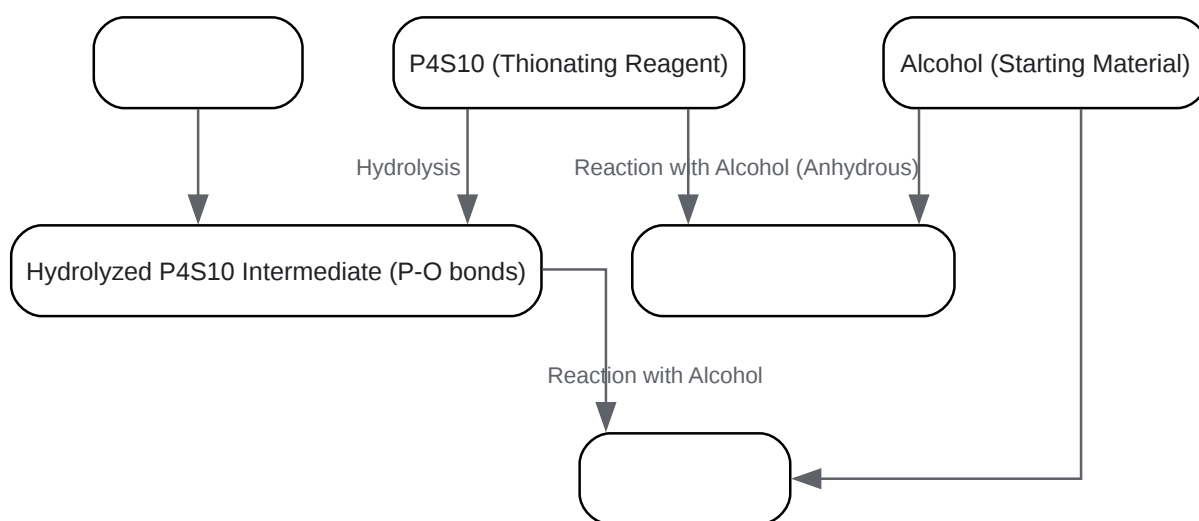 P4S10 (Thionating Reagent)
Alcohol (Starting Material)
Hydrolysis
Reaction with Alcohol (Anhydrous)
Hydrolyzed P4S10 Intermediate (P-O bonds)
Reaction with Alcohol